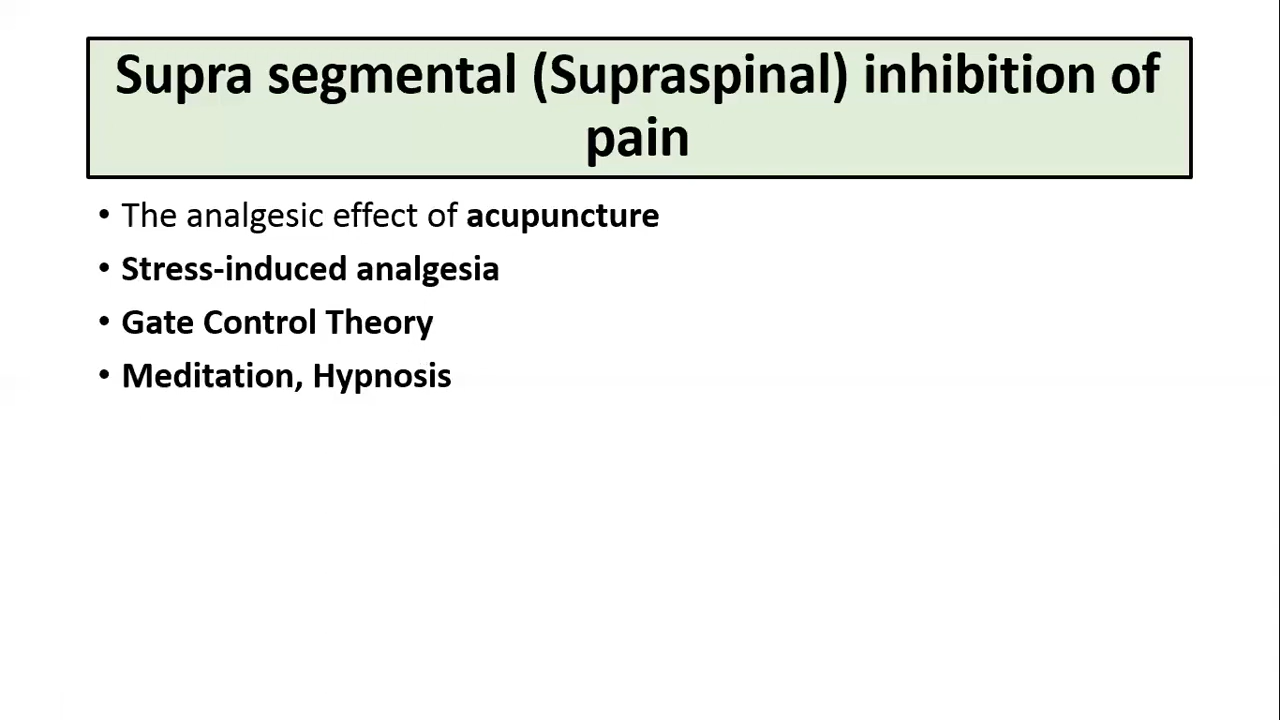 Supra segmental (Supraspinal) inhibition of
pain
• The analgesic effect of acupuncture
• Stress-induced analgesia
• Gate Control Theory
• Meditation, Hypnosis